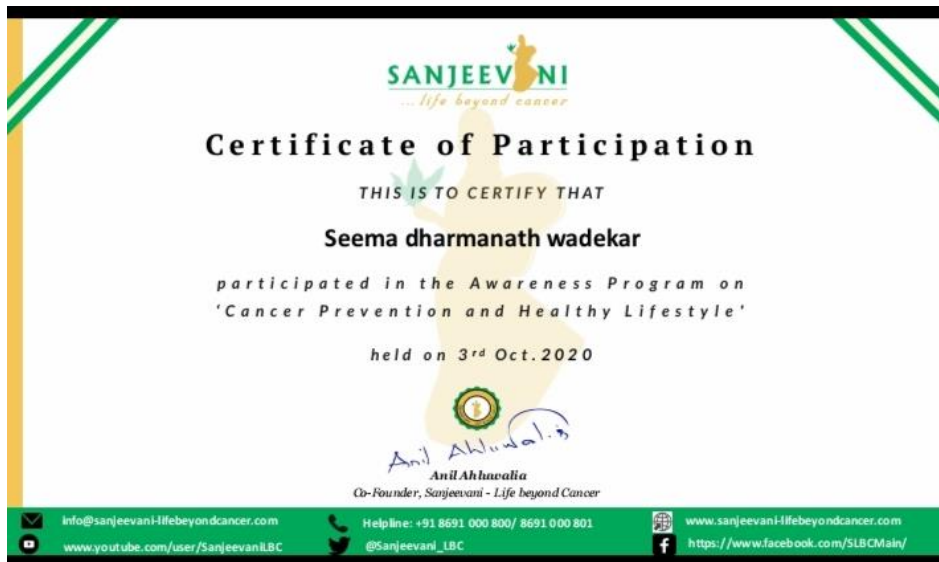 SANJEEVANI
... life beyond cancer
Certificate of Participation
THIS IS TO CERTIFY THAT
Seema dharmanath wadekar
participated in the Awareness Program on
‘Cancer Prevention and Healthy Lifestyle’
held on 3rd Oct.2020
Anil Ahluwalia
Anil Ahluwalia
Co-Founder, Sanjeevani - Life beyond Cancer
info@sanjeevani-lifebeyondcancer.com Helpline: +91 8691 000 800/ 8691 000 801 www.sanjeevani-lifebeyondcancer.com
www.youtube.com/user/SanjeevaniLBC @Sanjeevani_LBC https://www.facebook.com/SLBCMain/